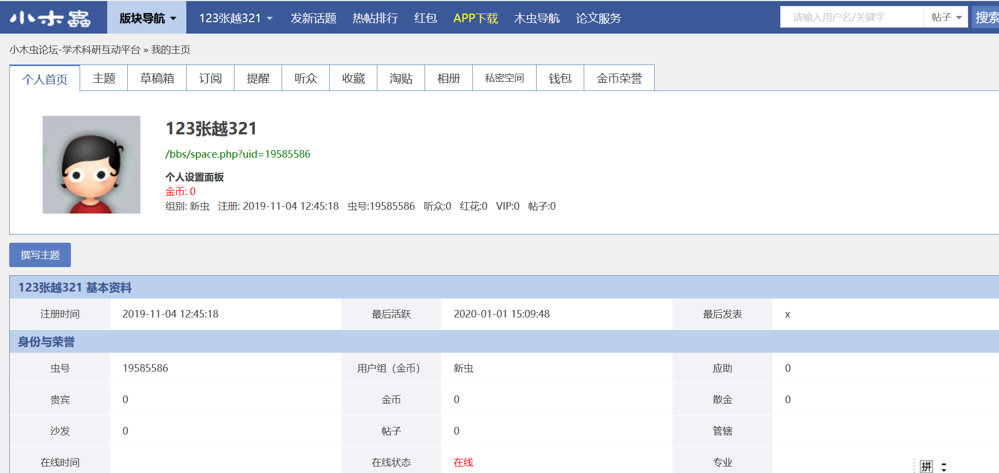 小木蟲 版块导航 123张越321 发新话题 热帖排行 红包 APP下载 木虫导航 论文服务 请输入用户名/关键字 帖子 搜索
小木虫论坛-学术科研互动平台 » 我的主页
个人首页 主题 草稿箱 订阅 提醒 听众 收藏 淘贴 相册 私密空间 钱包 金币荣誉
123张越321
/bbs/space.php?uid=19585586
个人设置面板
金币: 0
组别: 新虫 注册: 2019-11-04 12:45:18 虫号:19585586 听众:0 红花:0 VIP:0 帖子:0
撰写主题
123张越321 基本资料
注册时间 2019-11-04 12:45:18 最后活跃 2020-01-01 15:09:48 最后发表 x
身份与荣誉
虫号 19585586 用户组（金币） 新虫 应助 0
贵宾 0 金币 0 散金 0
沙发 0 帖子 0 管辖
在线时间 在线状态 在线 专业
拼